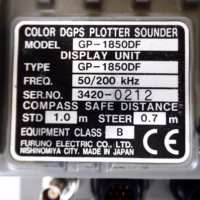 COLOR DGPS PLOTTER SOUNDER
MODEL GP-1850DF
DISPLAY UNIT
TYPE GP-1850DF
FREQ. 50/200 kHz
SER.NO. 3420-0212
COMPASS SAFE DISTANCE
STD 1.0 m STEER 0.7 m
EQUIPMENT CLASS B
FURUNO ELECTRIC CO., LTD.
NISHINOMIYA CITY. MADE IN JAPAN
CE